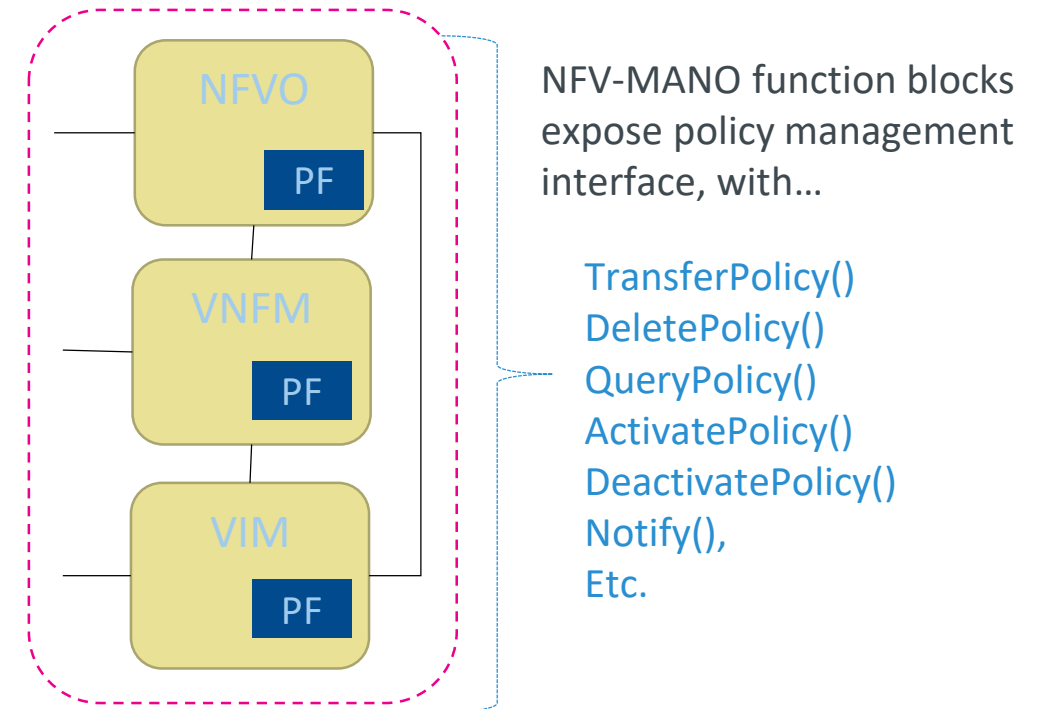 NFVO
PF
VNFM
PF
VIM
PF
NFV-MANO function blocks
expose policy management
interface, with…
TransferPolicy()
DeletePolicy()
QueryPolicy()
ActivatePolicy()
DeactivatePolicy()
Notify(),
Etc.